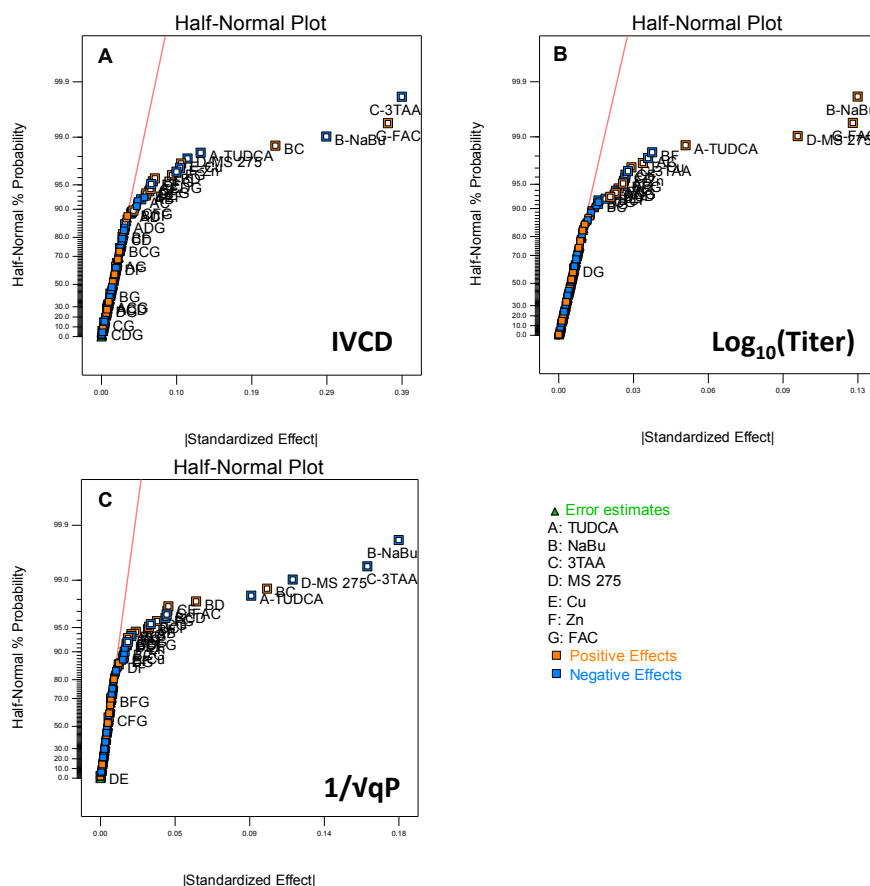 Half-Normal Plot
A
Half-Normal % Probability
99.9
99.0
95.0
90.0
80.0
70.0
50.0
30.0
20.0
10.0
0.0
C-3TAA
G-FAC
B-NaBu
BC
A-TUDCA
D-MS 275
ADG
CD
BCG
AG
DF
BG
CG
CDG
IVCD
0.00
0.10
0.19
0.29
0.39
|Standardized Effect|
Half-Normal Plot
B
Half-Normal % Probability
99.9
99.0
95.0
90.0
80.0
70.0
50.0
30.0
20.0
10.0
0.0
B-NaBu
G-FAC
D-MS 275
A-TUDCA
BF
BG
DG
Log₁₀(Titer)
0.00
0.03
0.06
0.09
0.13
|Standardized Effect|
Half-Normal Plot
C
Half-Normal % Probability
99.9
99.0
95.0
90.0
80.0
70.0
50.0
30.0
20.0
10.0
0.0
B-NaBu
C-3TAA
D-MS 275
BC
A-TUDCA
BD
DF
BFG
CFG
DE
1/√qP
0.00
0.05
0.09
0.14
0.18
|Standardized Effect|
Error estimates
A: TUDCA
B: NaBu
C: 3TAA
D: MS 275
E: Cu
F: Zn
G: FAC
Positive Effects
Negative Effects